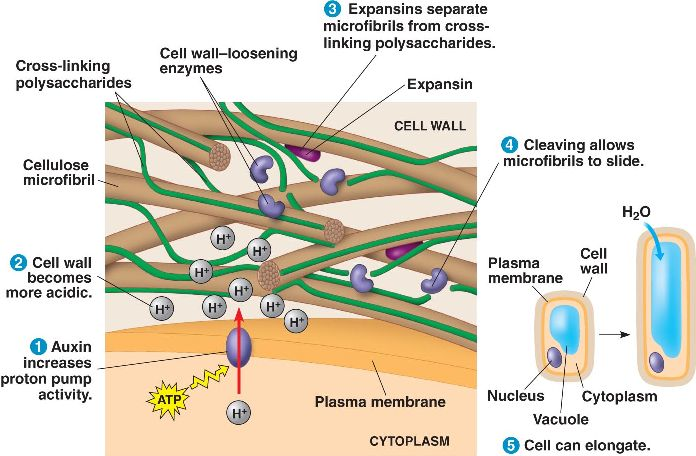 3 Expansins separate
microfibrils from cross-
linking polysaccharides.
Cell wall–loosening
enzymes
Cross-linking
polysaccharides
Expansin
CELL WALL
4 Cleaving allows
microfibrils to slide.
Cellulose
microfibril
H2O
H+
H+
2 Cell wall
becomes
more acidic.
H+
H+
H+
H+
H+
H+
H+
Plasma
membrane
Cell
wall
1 Auxin
increases
proton pump
activity.
ATP
H+
Plasma membrane
CYTOPLASM
Nucleus
Cytoplasm
Vacuole
5 Cell can elongate.